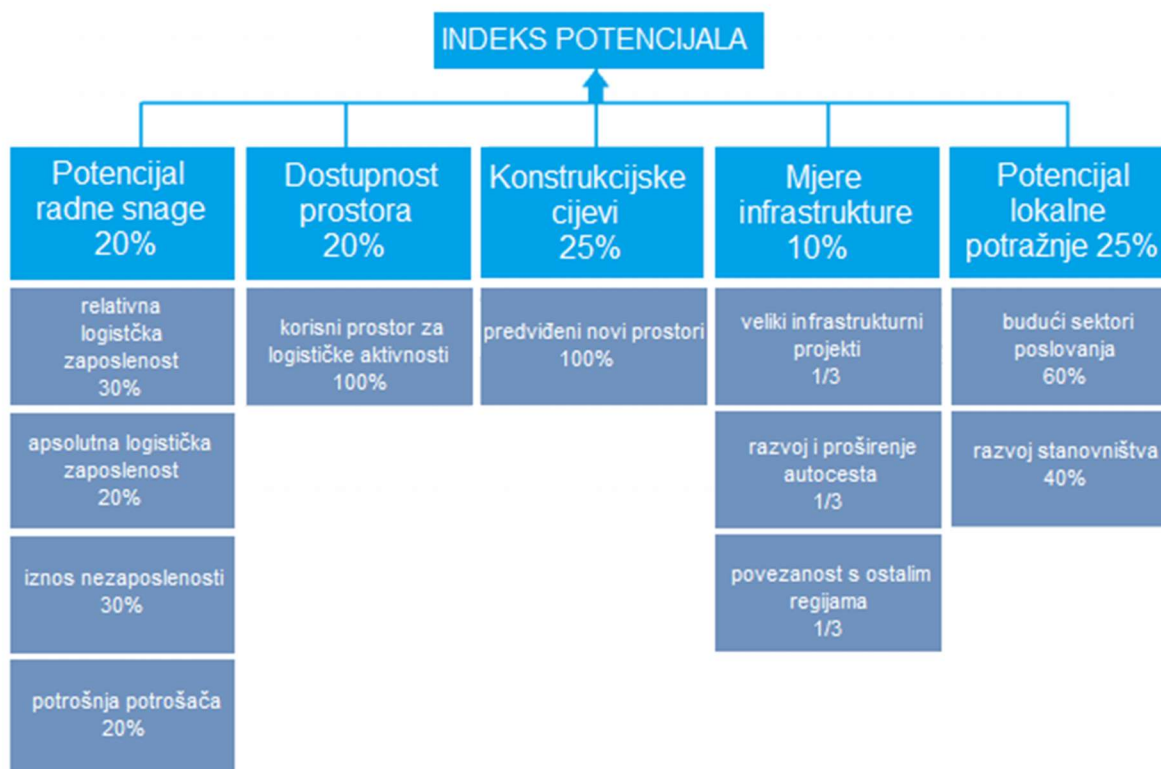 INDEKS POTENCIJALA
Potencijal
radne snage
20%
Dostupnost
prostora
20%
Konstrukcijske
cijevi
25%
Mjere
infrastrukture
10%
Potencijal
lokalne
potražnje 25%
relativna
logistčka
zaposlenost
30%
korisni prostor za
logističke aktivnosti
100%
predviđeni novi prostori
100%
veliki infrastrukturni
projekti
1/3
budući sektori
poslovanja
60%
apsolutna logistička
zaposlenost
20%
razvoj i proširenje
autocesta
1/3
razvoj stanovništva
40%
iznos nezaposlenosti
30%
povezanost s ostalim
regijama
1/3
potrošnja potrošača
20%